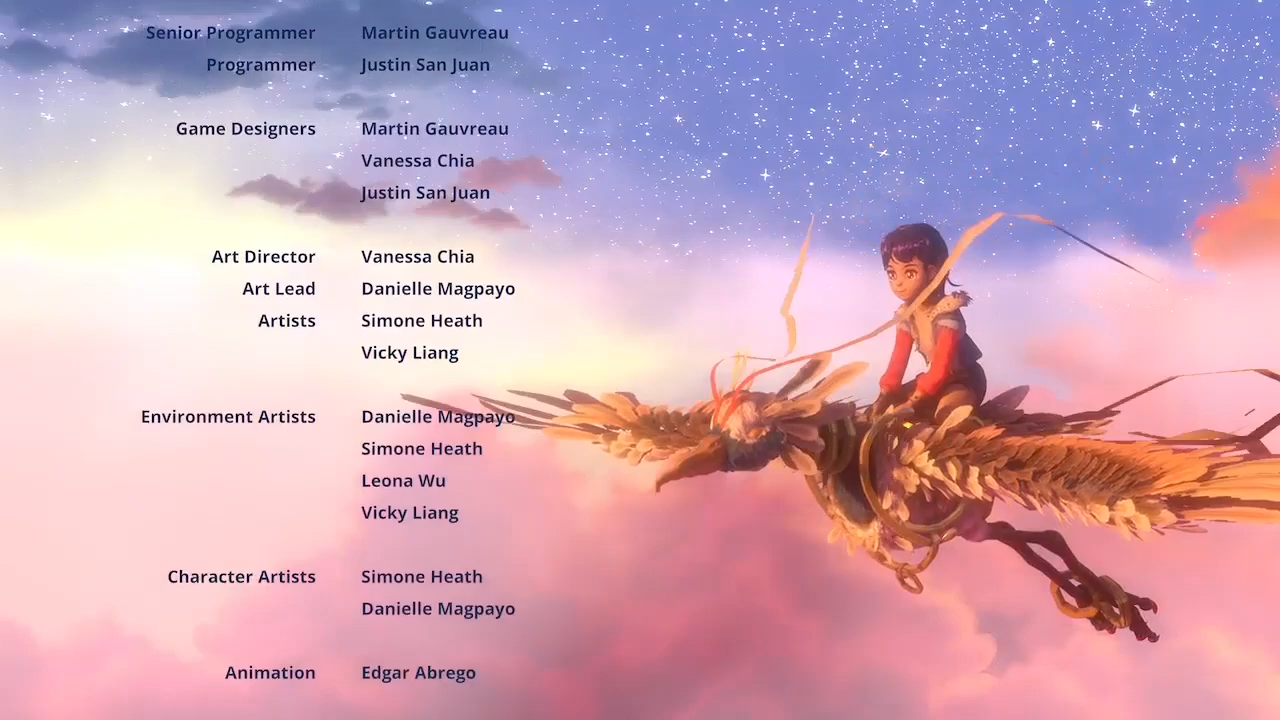 Senior Programmer Martin Gauvreau
Programmer Justin San Juan
Game Designers Martin Gauvreau
Vanessa Chia
Justin San Juan
Art Director Vanessa Chia
Art Lead Danielle Magpayo
Artists Simone Heath
Vicky Liang
Environment Artists Danielle Magpayo
Simone Heath
Leona Wu
Vicky Liang
Character Artists Simone Heath
Danielle Magpayo
Animation Edgar Abrego